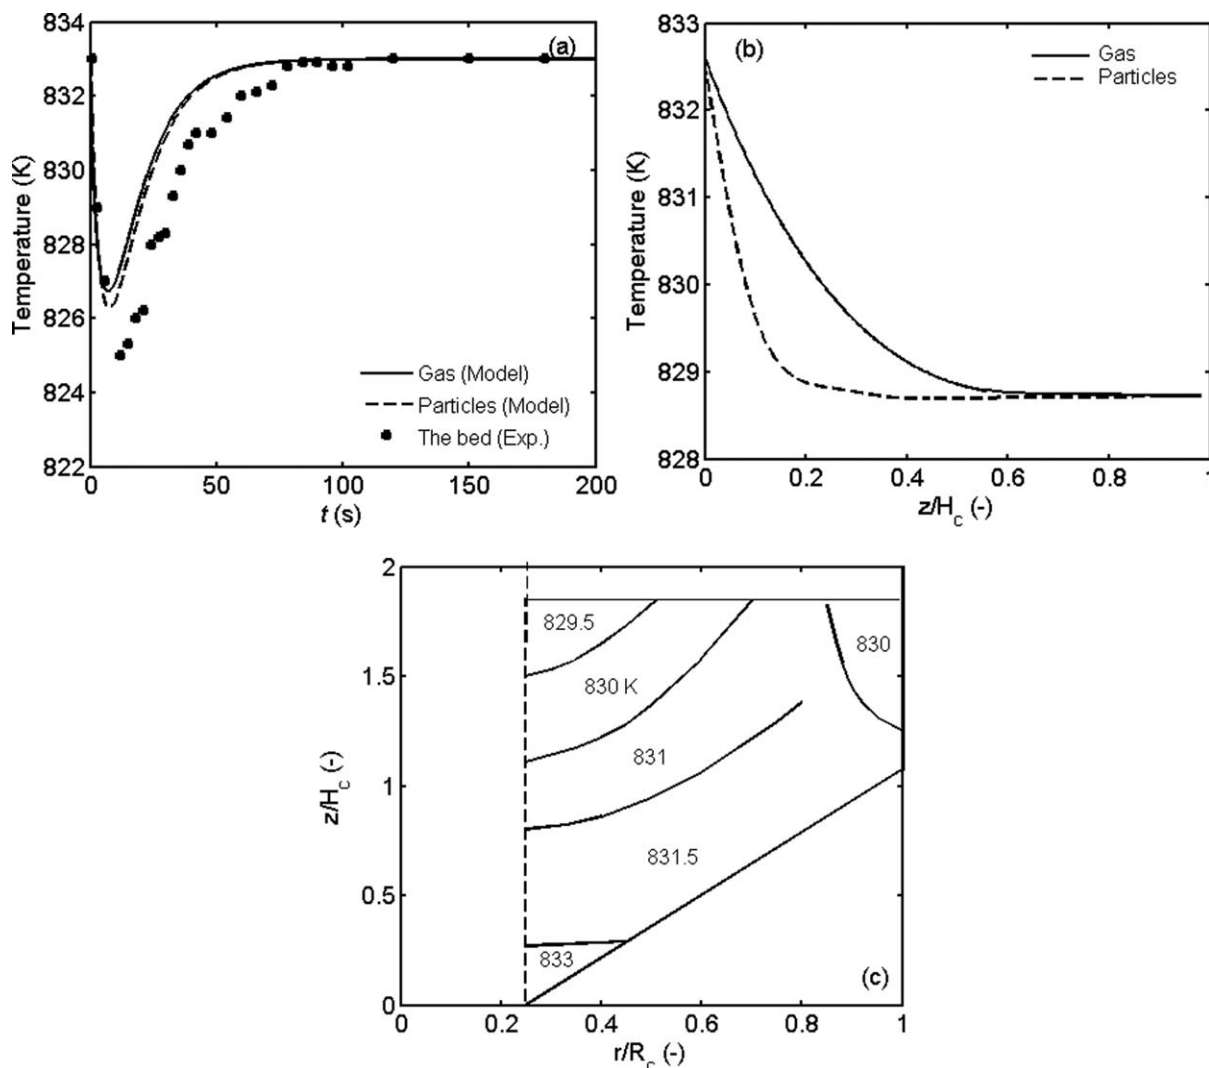 834
832
830
828
826
824
822
Temperature (K)
0
50
100
150
200
t (s)
(a)
Gas (Model)
Particles (Model)
The bed (Exp.)
833
832
831
830
829
828
Temperature (K)
0
0.2
0.4
0.6
0.8
1
z/H_c (-)
(b)
Gas
Particles
2
1.5
1
0.5
0
z/H_c (-)
0
0.2
0.4
0.6
0.8
1
r/R_c (-)
829.5
830 K
830
831
831.5
833
(c)